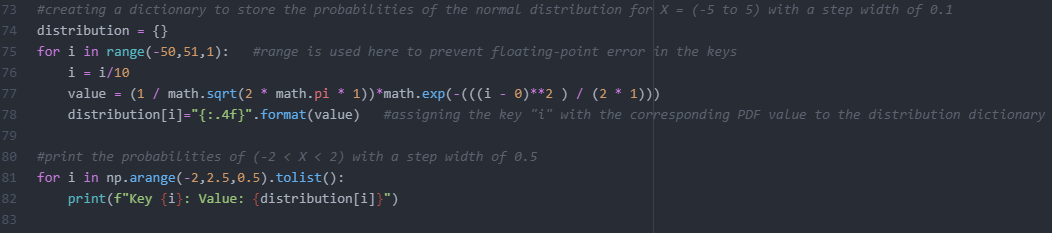 73 #creating a dictionary to store the probabilities of the normal distribution for X = (-5 to 5) with a step width of 0.1
74 distribution = {}
75 for i in range(-50,51,1):   #range is used here to prevent floating-point error in the keys
76     i = i/10
77     value = (1 / math.sqrt(2 * math.pi * 1))*math.exp(-(((i - 0)**2 ) / (2 * 1)))
78     distribution[i]="{:.4f}".format(value)   #assigning the key "i" with the corresponding PDF value to the distribution dictionary
79
80 #print the probabilities of (-2 < X < 2) with a step width of 0.5
81 for i in np.arange(-2,2.5,0.5).tolist():
82     print(f"Key {i}: Value: {distribution[i]}")
83